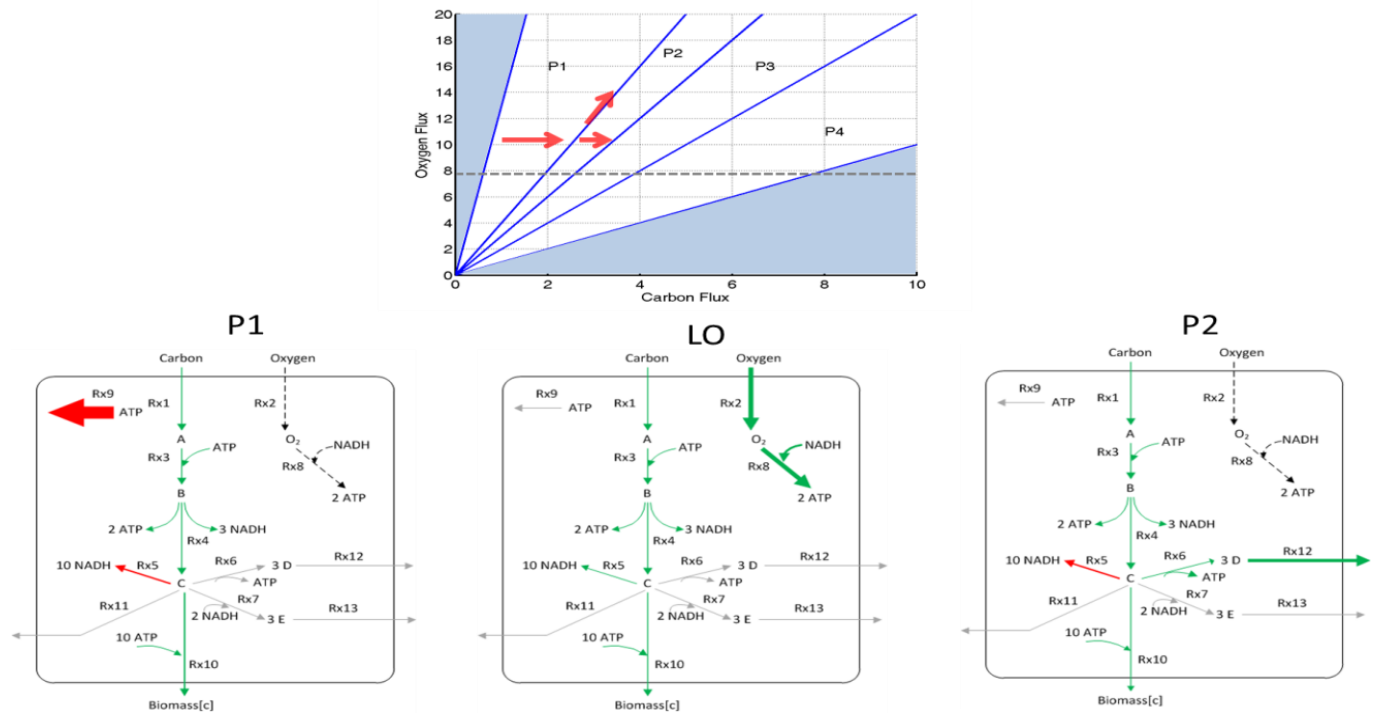 20
18
16
14
12
10
8
6
4
2
0
Oxygen Flux
P1
P2
P3
P4
0 2 4 6 8 10
Carbon Flux
P1
Carbon Oxygen
Rx9
ATP
Rx1
Rx2
A
O2
ATP
NADH
Rx3
Rx8
B
2 ATP
2 ATP
3 NADH
Rx4
10 NADH
Rx5
Rx6
3 D
Rx12
C
ATP
Rx11
Rx7
2 NADH
3 E
Rx13
10 ATP
Rx10
Biomass[c]
LO
Carbon Oxygen
Rx9
ATP
Rx1
Rx2
A
O2
ATP
NADH
Rx3
Rx8
B
2 ATP
2 ATP
3 NADH
Rx4
10 NADH
Rx5
Rx6
3 D
Rx12
C
ATP
Rx11
Rx7
2 NADH
3 E
Rx13
10 ATP
Rx10
Biomass[c]
P2
Carbon Oxygen
Rx9
ATP
Rx1
Rx2
A
O2
ATP
NADH
Rx3
Rx8
B
2 ATP
2 ATP
3 NADH
Rx4
10 NADH
Rx5
Rx6
3 D
Rx12
C
ATP
Rx11
Rx7
2 NADH
3 E
Rx13
10 ATP
Rx10
Biomass[c]